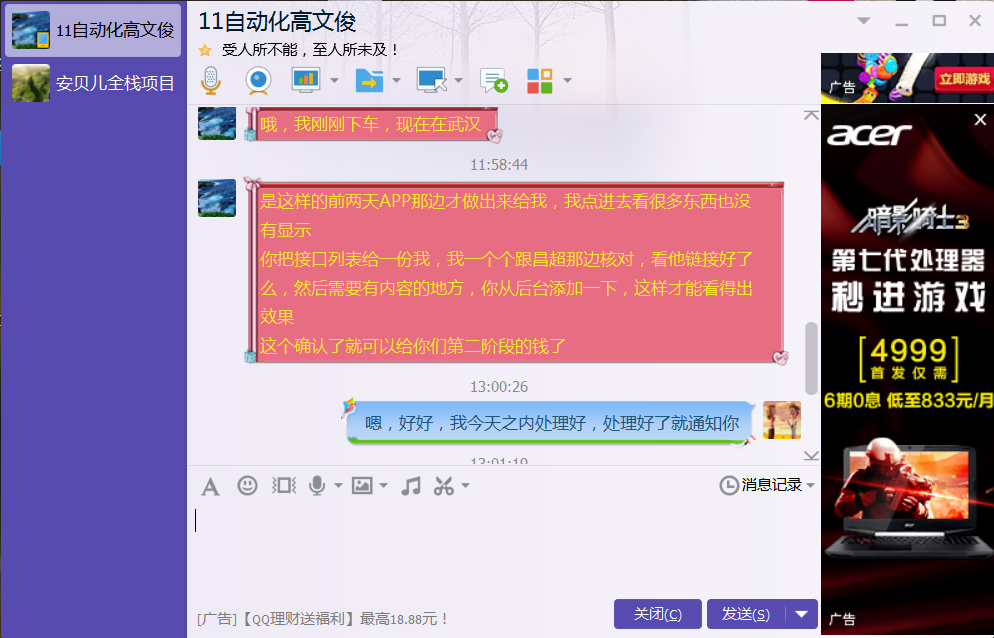 11自动化高文俊
安贝儿全栈项目
11自动化高文俊
受人所不能，至人所未及！
哦，我刚刚下车，现在在武汉
11:58:44
是这样的前两天APP那边才做出来给我，我点进去看很多东西也没
有显示
你把接口列表给一份我，我一个个跟昌超那边核对，看他链接好了
么，然后需要有内容的地方，你从后台添加一下，这样才能看得出
效果
这个确认了就可以给你们第二阶段的钱了
13:00:26
嗯，好好，我今天之内处理好，处理好了就通知你
13:01:19
消息记录
[广告]【QQ理财送福利】最高18.88元！
关闭(C)
发送(S)
广告
立即游戏
acer
暗影骑士3
第七代处理器
秒进游戏
[4999]
首发仅需
6期0息 低至833元/月
acer
广告